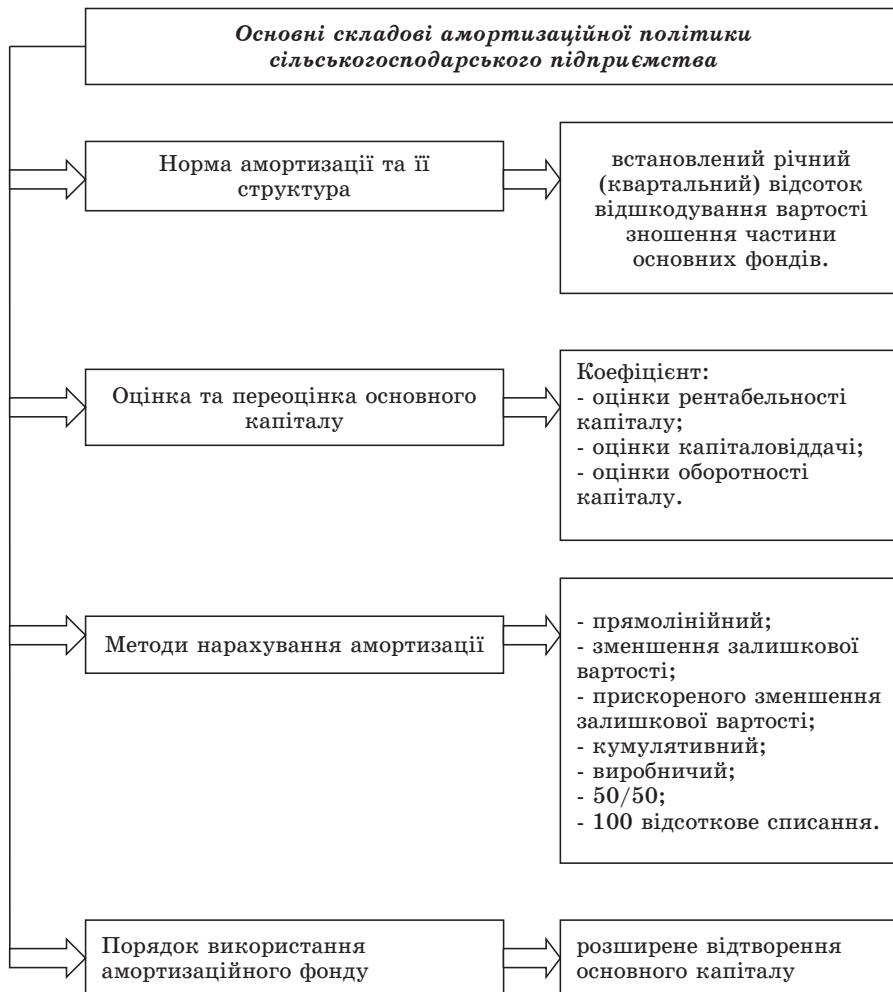 Основні складові амортизаційної політики
сільськогосподарського підприємства
Норма амортизації та її
структура
встановлений річний
(квартальний) відсоток
відшкодування вартості
зношення частини
основних фондів.
Оцінка та переоцінка основного
капіталу
Коефіцієнт:
- оцінки рентабельності
капіталу;
- оцінки капіталовіддачі;
- оцінки оборотності
капіталу.
Методи нарахування амортизації
- прямолінійний;
- зменшення залишкової
вартості;
- прискореного зменшення
залишкової вартості;
- кумулятивний;
- виробничий;
- 50/50;
- 100 відсоткове списання.
Порядок використання
амортизаційного фонду
розширене відтворення
основного капіталу